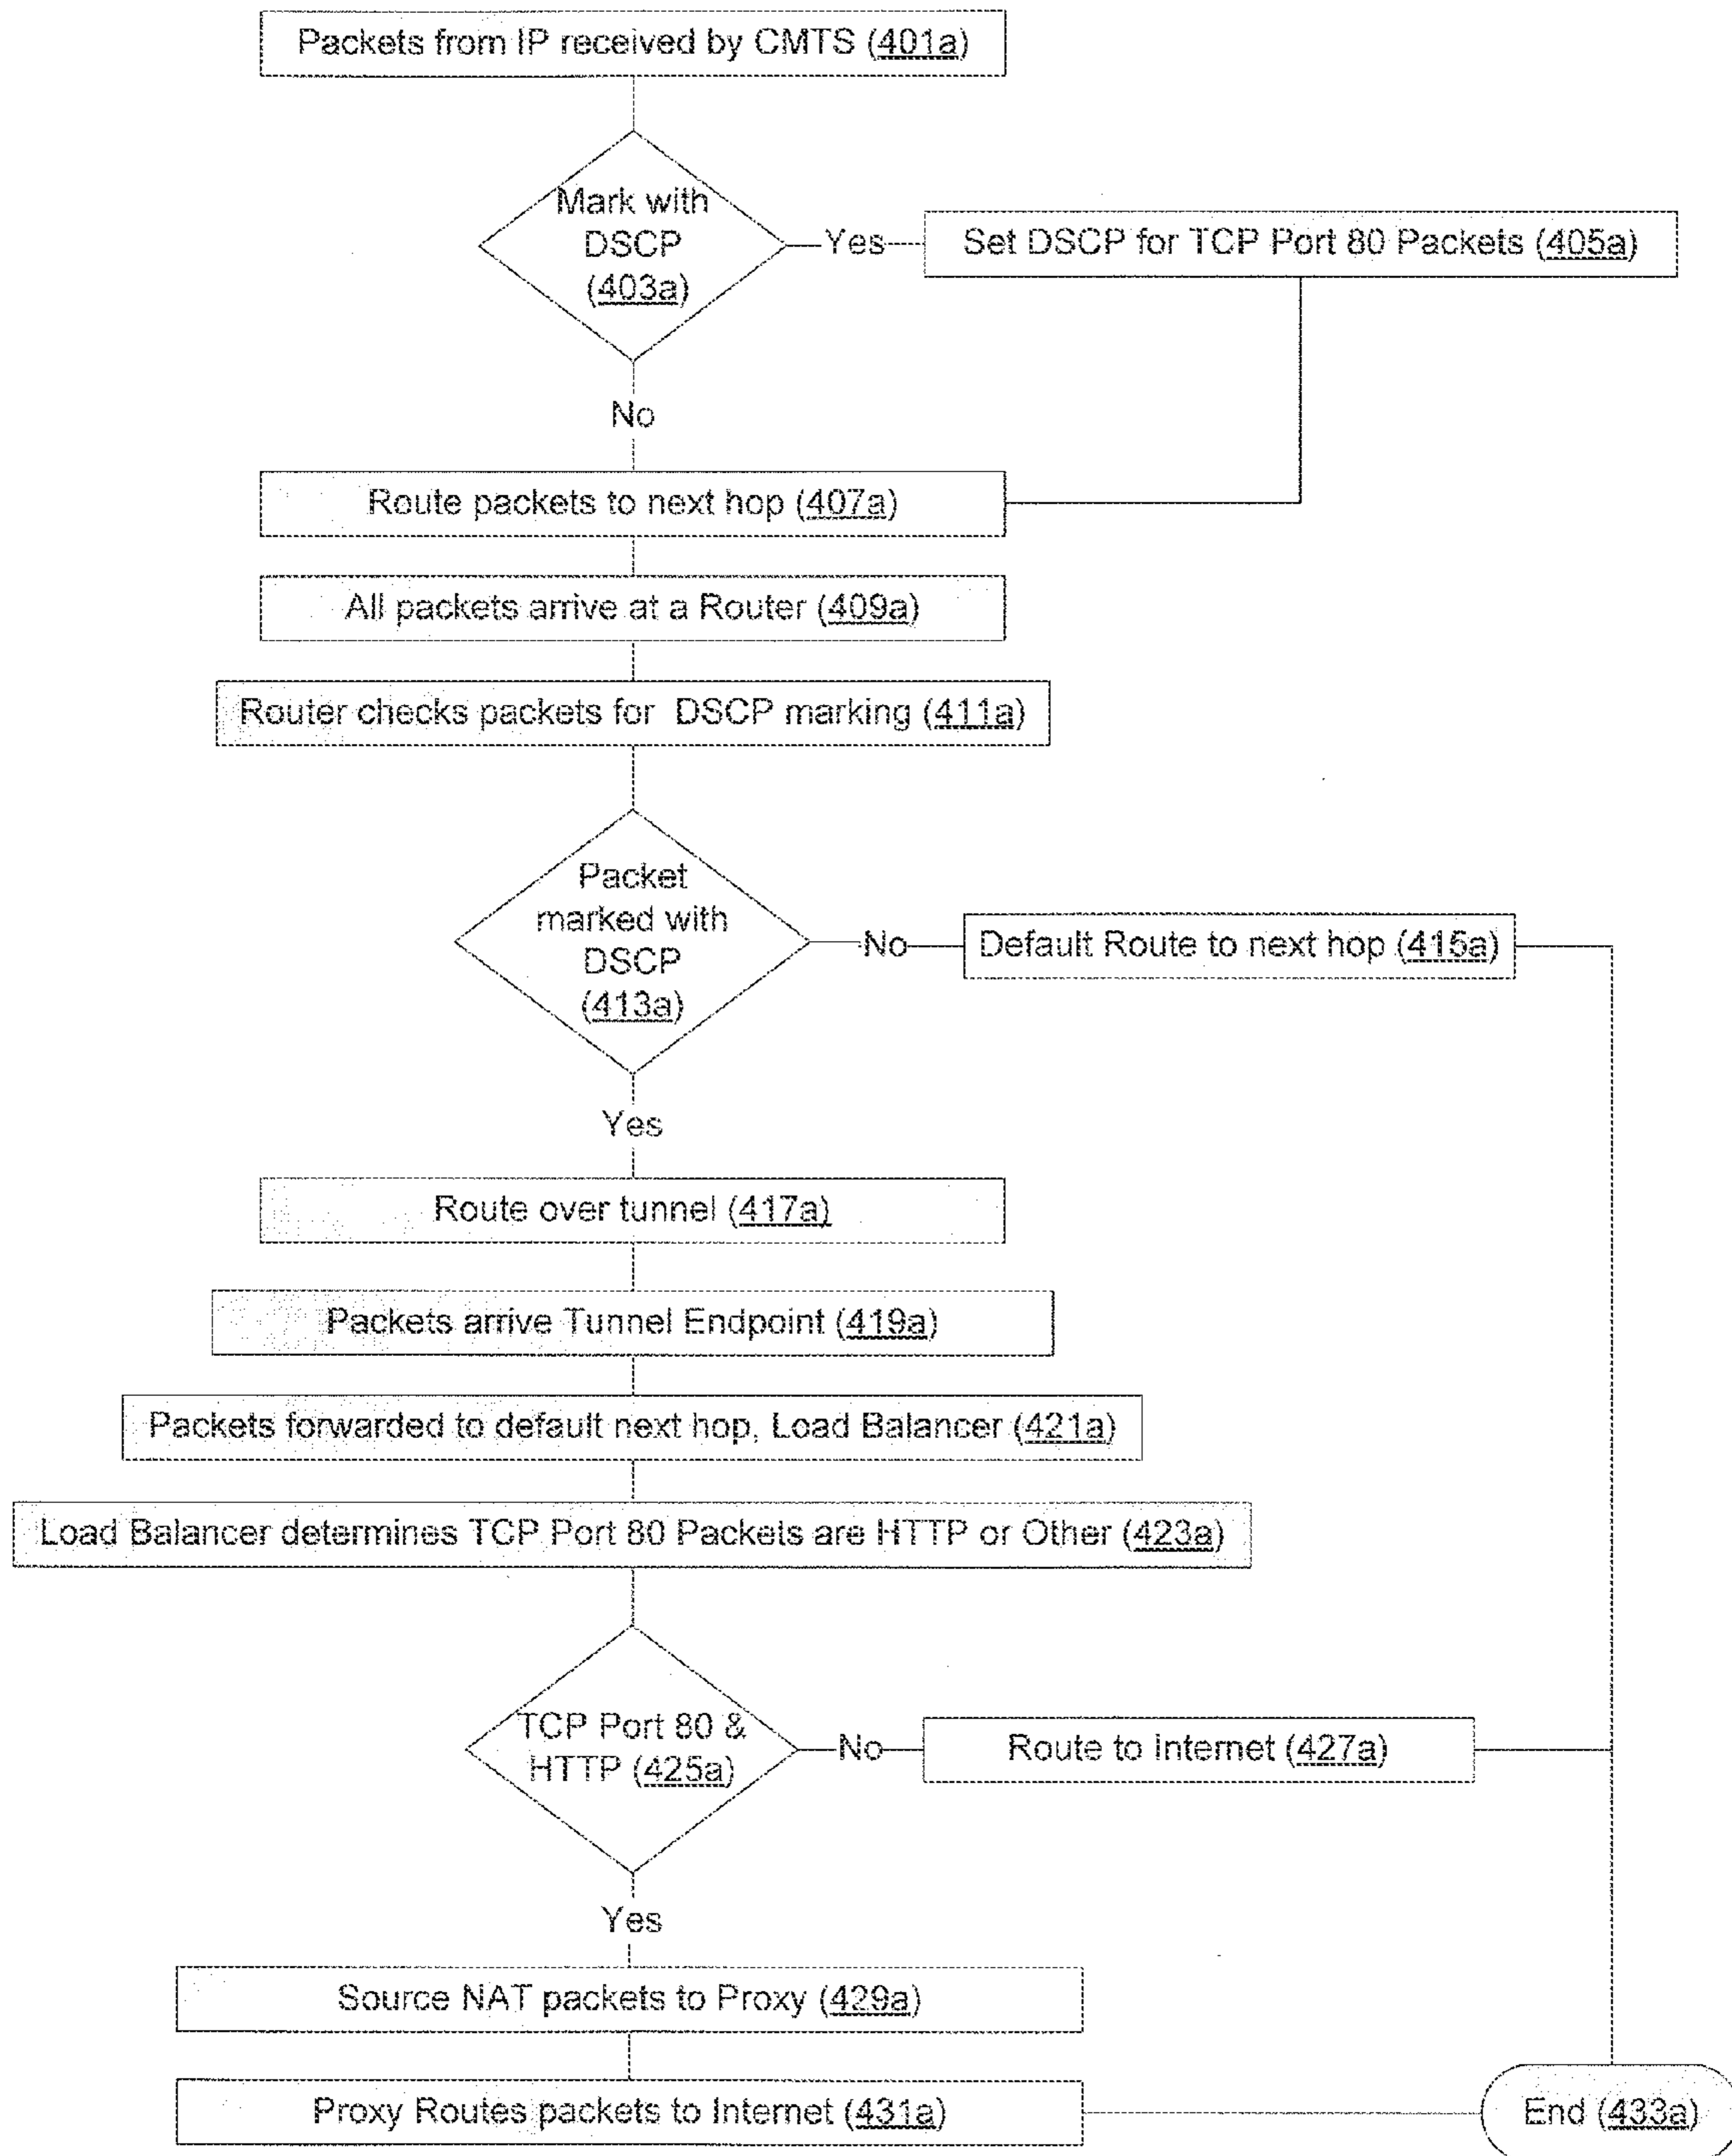 Packets from IP received by CMTS (401a)
Mark with
DSCP
(403a)
Yes
Set DSCP for TCP Port 80 Packets (405a)
No
Route packets to next hop (407a)
All packets arrive at a Router (409a)
Router checks packets for DSCP marking (411a)
Packet
marked with
DSCP
(413a)
No
Default Route to next hop (415a)
Yes
Route over tunnel (417a)
Packets arrive Tunnel Endpoint (419a)
Packets forwarded to default next hop, Load Balancer (421a)
Load Balancer determines TCP Port 80 Packets are HTTP or Other (423a)
TCP Port 80 &
HTTP (425a)
No
Route to Internet (427a)
Yes
Source NAT packets to Proxy (429a)
Proxy Routes packets to Internet (431a)
End (433a)